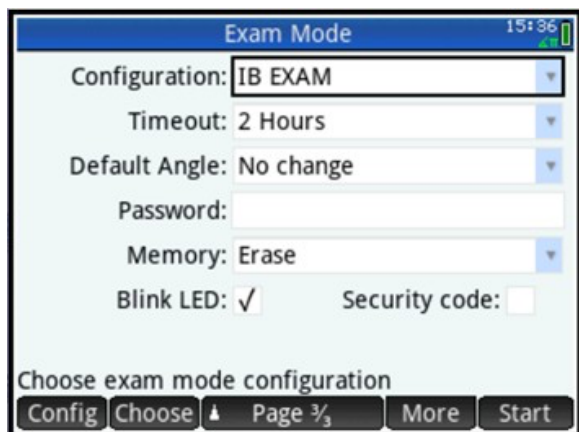 Exam Mode 15:36
∡π
Configuration: IB EXAM
Timeout: 2 Hours
Default Angle: No change
Password:
Memory: Erase
Blink LED: √ Security code:
Choose exam mode configuration
Config Choose Page ³⁄₃ More Start